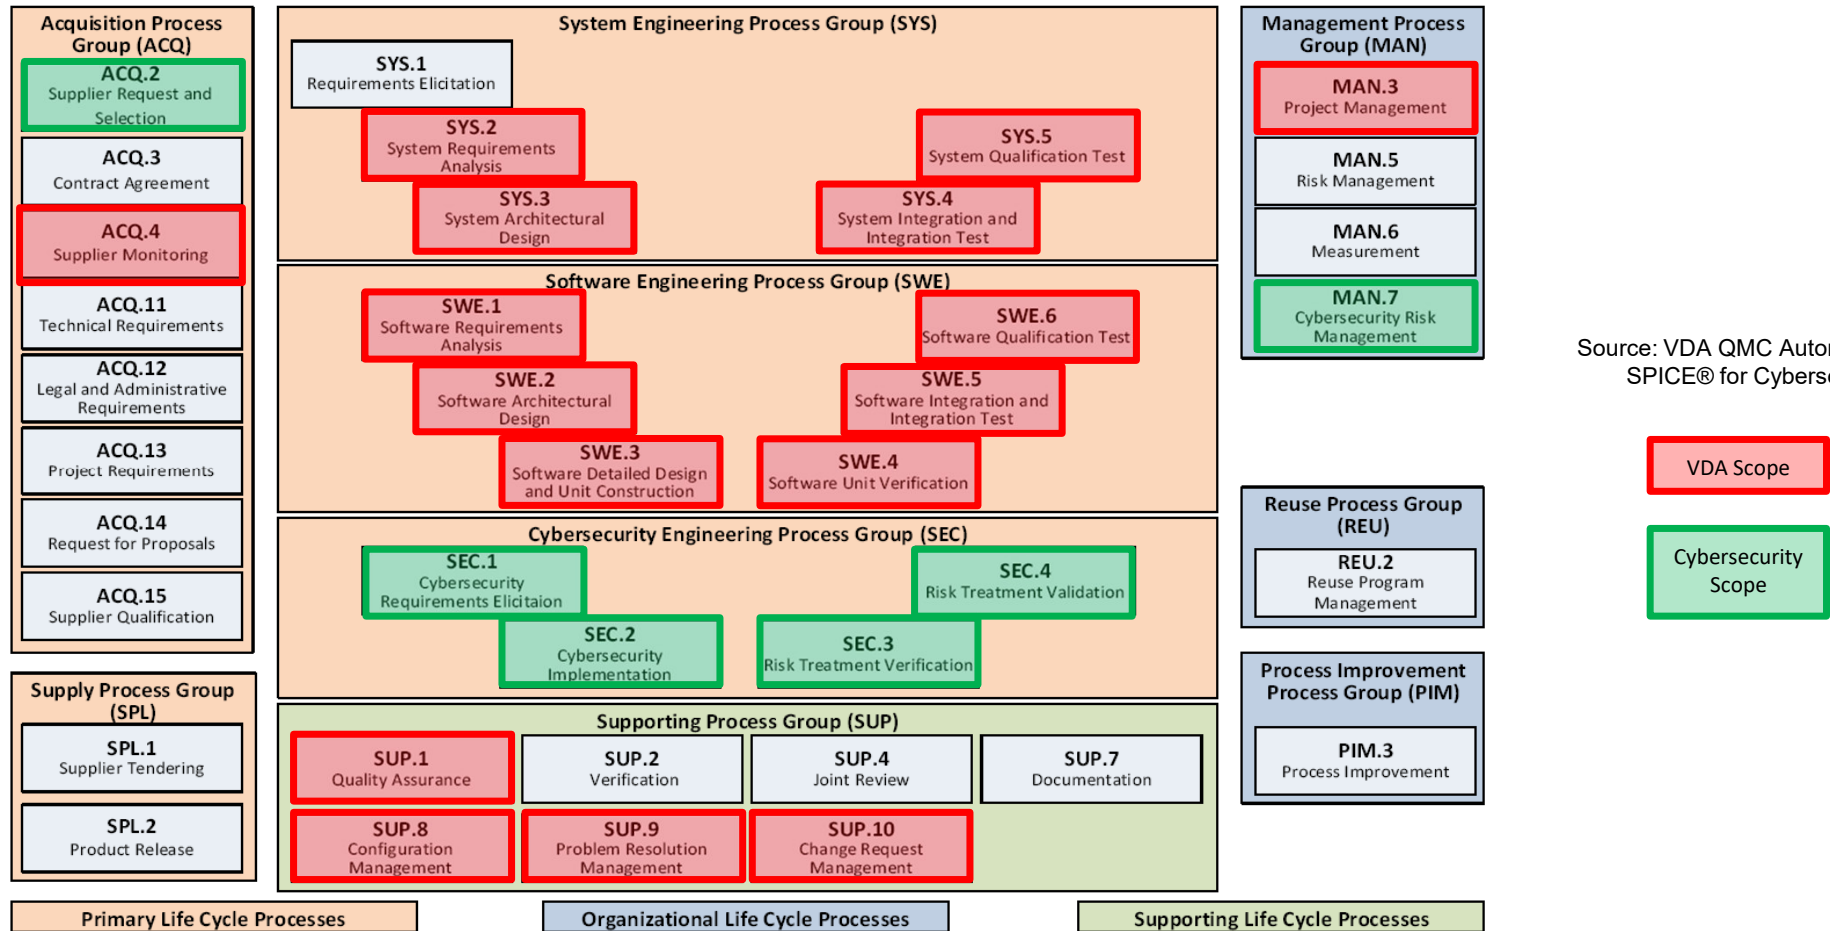 Acquisition Process
Group (ACQ)
ACQ.2
Supplier Request and
Selection
ACQ.3
Contract Agreement
ACQ.4
Supplier Monitoring
ACQ.11
Technical Requirements
ACQ.12
Legal and Administrative
Requirements
ACQ.13
Project Requirements
ACQ.14
Request for Proposals
ACQ.15
Supplier Qualification
Supply Process Group
(SPL)
SPL.1
Supplier Tendering
SPL.2
Product Release
System Engineering Process Group (SYS)
SYS.1
Requirements Elicitation
SYS.2
System Requirements
Analysis
SYS.3
System Architectural
Design
SYS.5
System Qualification Test
SYS.4
System Integration and
Integration Test
Software Engineering Process Group (SWE)
SWE.1
Software Requirements
Analysis
SWE.2
Software Architectural
Design
SWE.3
Software Detailed Design
and Unit Construction
SWE.6
Software Qualification Test
SWE.5
Software Integration and
Integration Test
SWE.4
Software Unit Verification
Cybersecurity Engineering Process Group (SEC)
SEC.1
Cybersecurity
Requirements Elicitaion
SEC.2
Cybersecurity
Implementation
SEC.4
Risk Treatment Validation
SEC.3
Risk Treatment Verification
Supporting Process Group (SUP)
SUP.1
Quality Assurance
SUP.2
Verification
SUP.4
Joint Review
SUP.7
Documentation
SUP.8
Configuration
Management
SUP.9
Problem Resolution
Management
SUP.10
Change Request
Management
Management Process
Group (MAN)
MAN.3
Project Management
MAN.5
Risk Management
MAN.6
Measurement
MAN.7
Cybersecurity Risk
Management
Reuse Process Group
(REU)
REU.2
Reuse Program
Management
Process Improvement
Process Group (PIM)
PIM.3
Process Improvement
Source: VDA QMC
SPICE® for
VDA Scope
Cybersecurity
Scope
Primary Life Cycle Processes
Organizational Life Cycle Processes
Supporting Life Cycle Processes